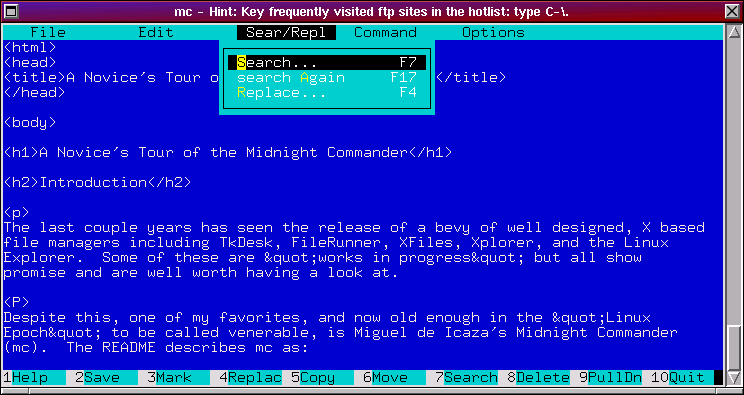 mc - Hint: Key frequently visited ftp sites in the hotlist: type C-\.
File Edit Sear/Repl Command Options
<html>
<head>
<title>A Novice's Tour o </title>
</head>
Search... F7
search Again F17
Replace... F4
<body>
<h1>A Novice's Tour of the Midnight Commander</h1>
<h2>Introduction</h2>
<p>
The last couple years has seen the release of a bevy of well designed, X based
file managers including TkDesk, FileRunner, XFiles, Xplorer, and the Linux
Explorer.  Some of these are &quot;works in progress&quot; but all show
promise and are well worth having a look at.
<P>
Despite this, one of my favorites, and now old enough in the &quot;Linux
Epoch&quot; to be called venerable, is Miguel de Icaza's Midnight Commander
(mc).  The README describes mc as:
1Help 2Save 3Mark 4Replac 5Copy 6Move 7Search 8Delete 9PullDn 10Quit